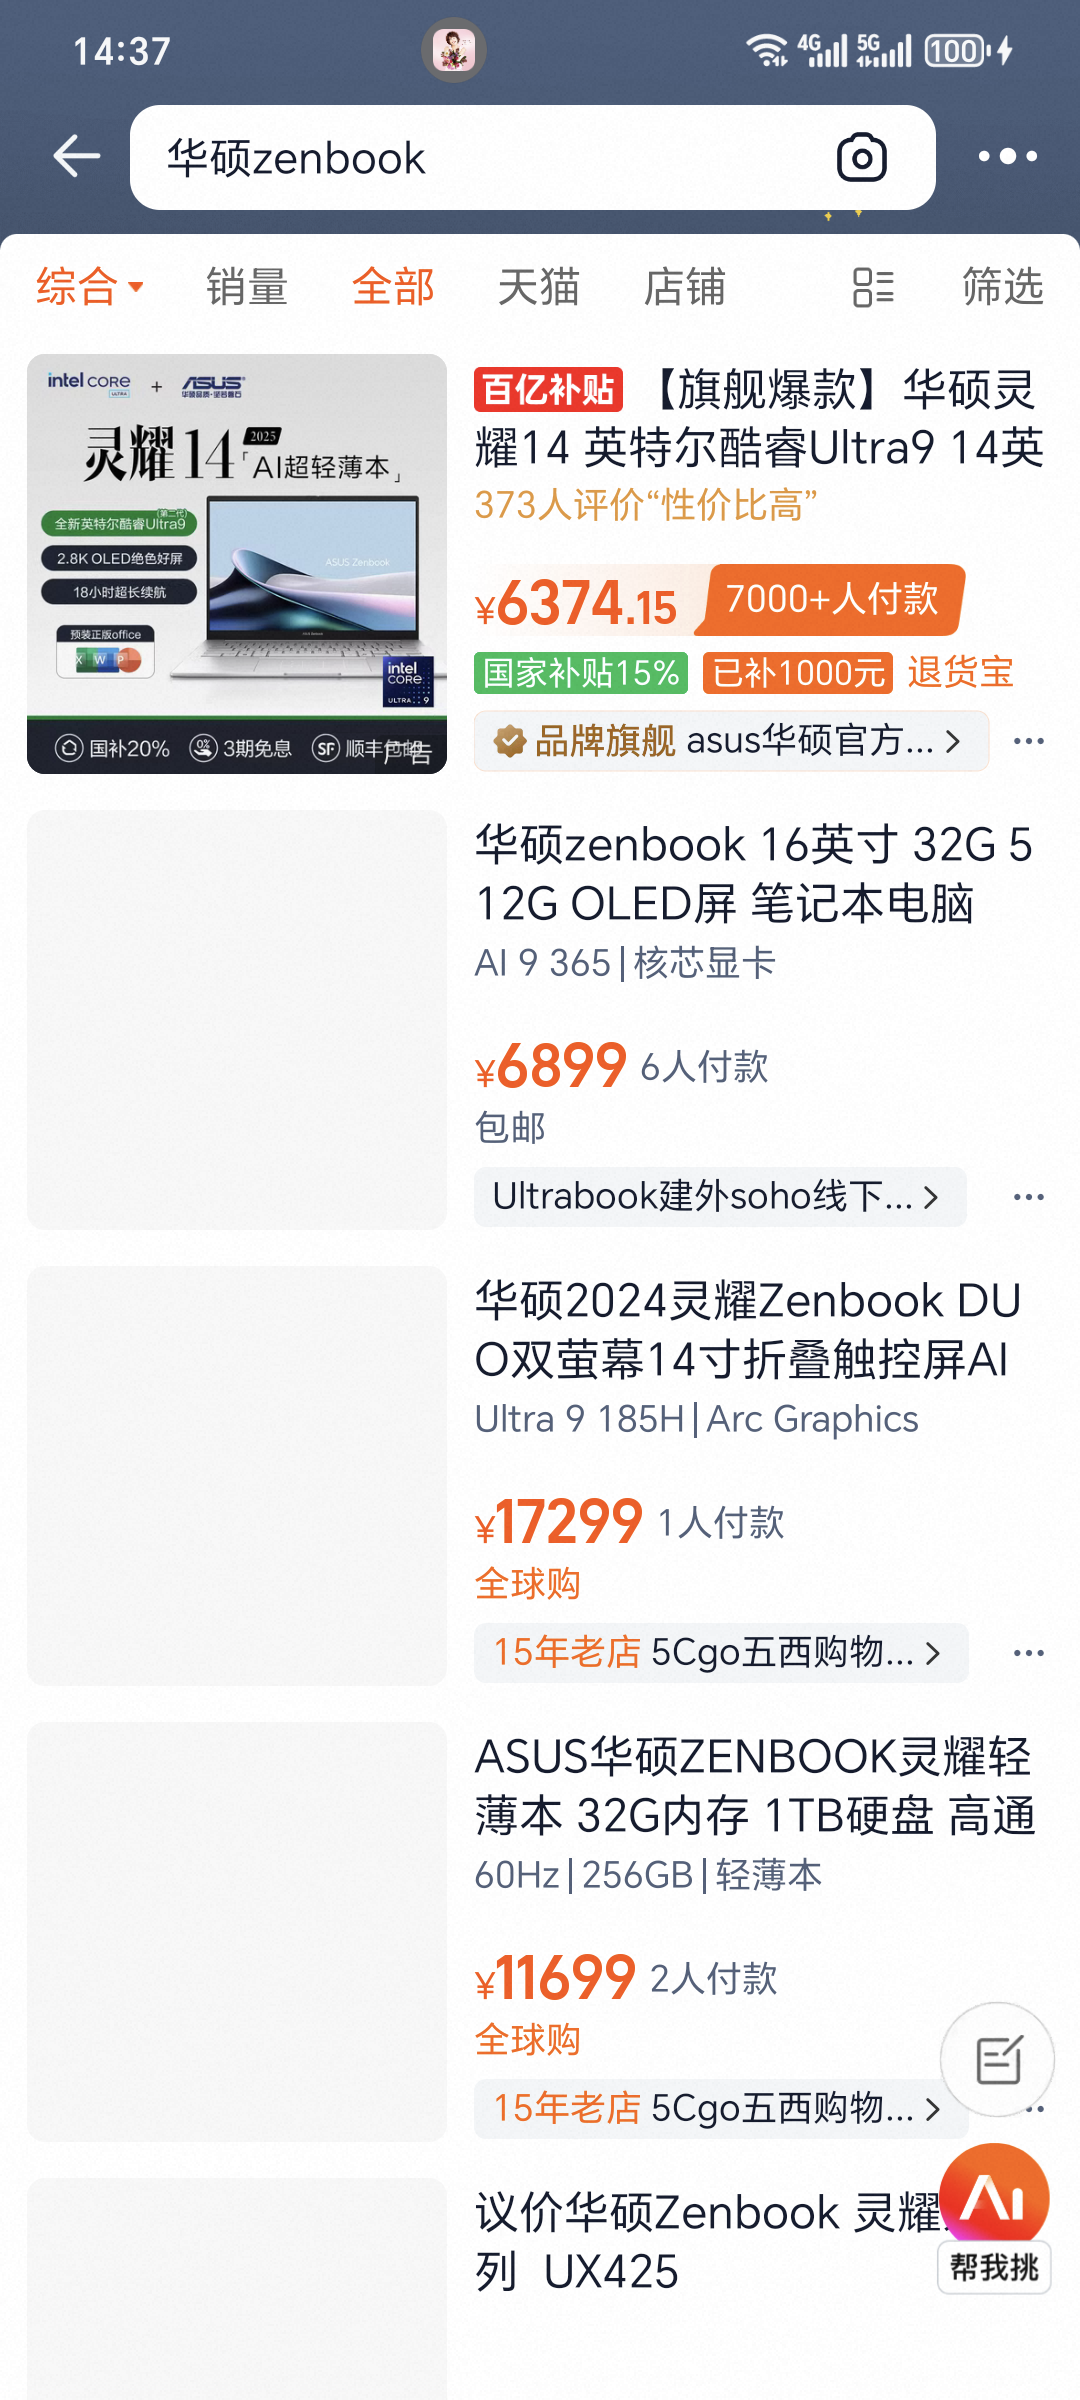 14:37
4G 5G 100
华硕zenbook
综合 销量 全部 天猫 店铺 筛选
intel CORE ULTRA + ASUS
华硕品质·坚若磐石
灵耀14 2025
「AI超轻薄本」
全新英特尔酷睿Ultra9 (第二代)
2.8K OLED绝色好屏
18小时超长续航
预装正版office
X W P
ASUS Zenbook
intel
CORE
ULTRA 9
国补20% 0% 3期免息 SF 顺丰包邮
广告
百亿补贴 【旗舰爆款】华硕灵
耀14 英特尔酷睿Ultra9 14英
373人评价“性价比高”
¥6374.15 7000+人付款
国家补贴15% 已补1000元 退货宝
品牌旗舰 asus华硕官方...
华硕zenbook 16英寸 32G 5
12G OLED屏 笔记本电脑
AI 9 365|核芯显卡
¥6899 6人付款
包邮
Ultrabook建外soho线下...
华硕2024灵耀Zenbook DU
O双萤幕14寸折叠触控屏AI
Ultra 9 185H|Arc Graphics
¥17299 1人付款
全球购
15年老店 5Cgo五西购物...
ASUS华硕ZENBOOK灵耀轻
薄本 32G内存 1TB硬盘 高通
60Hz|256GB|轻薄本
¥11699 2人付款
全球购
15年老店 5Cgo五西购物...
议价华硕Zenbook 灵耀
列 UX425
AI
帮我挑